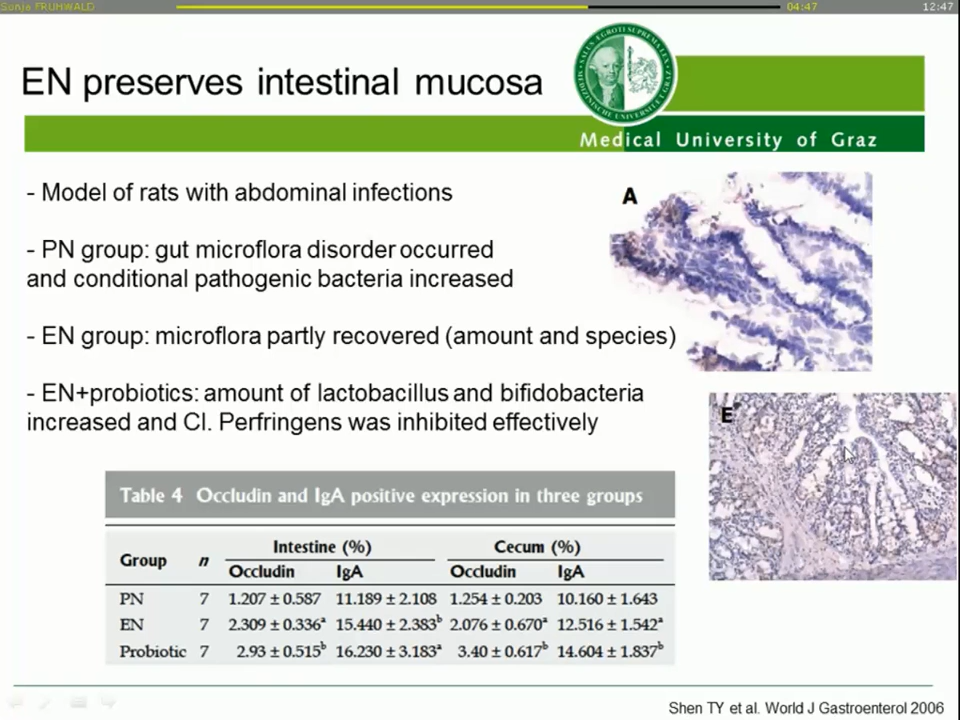 Sunje FRUHWALD
04:47
12:47
EN preserves intestinal mucosa
Medical University of Graz
- Model of rats with abdominal infections
- PN group: gut microflora disorder occurred
and conditional pathogenic bacteria increased
- EN group: microflora partly recovered (amount and species)
- EN+probiotics: amount of lactobacillus and bifidobacteria
increased and Cl. Perfringens was inhibited effectively
A
E
Table 4 Occludin and IgA positive expression in three groups
Group n Intestine (%) Cecum (%)
Occludin IgA Occludin IgA
PN 7 1.207 ± 0.587 11.189 ± 2.108 1.254 ± 0.203 10.160 ± 1.643
EN 7 2.309 ± 0.336ᵃ 15.440 ± 2.383ᵇ 2.076 ± 0.670ᵃ 12.516 ± 1.542ᵃ
Probiotic 7 2.93 ± 0.515ᵇ 16.230 ± 3.183ᵃ 3.40 ± 0.617ᵇ 14.604 ± 1.837ᵇ
Shen TY et al. World J Gastroenterol 2006